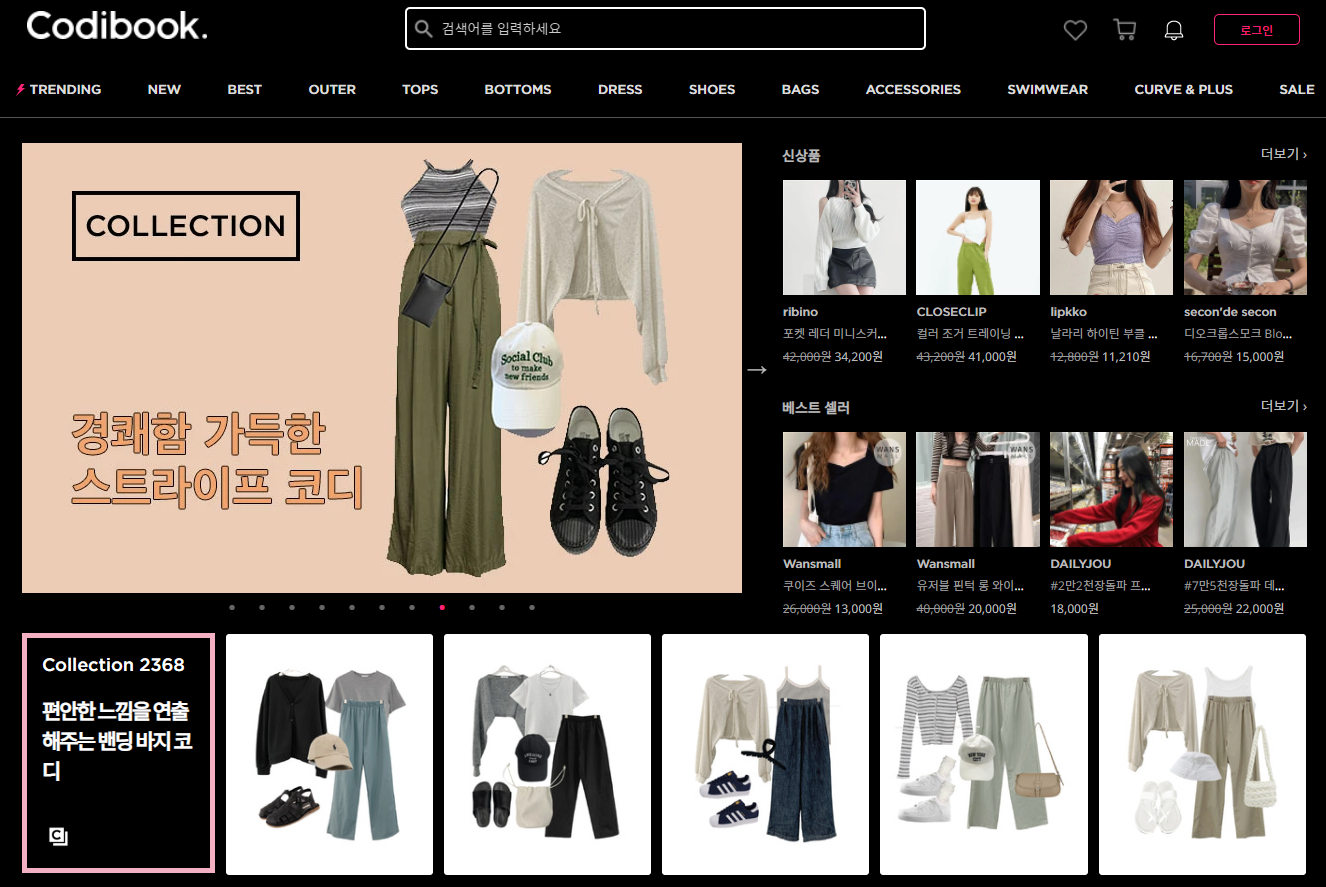 Codibook.
검색어를 입력하세요
로그인
TRENDING NEW BEST OUTER TOPS BOTTOMS DRESS SHOES BAGS ACCESSORIES SWIMWEAR CURVE & PLUS SALE
COLLECTION
Social Club
to make
new friends
경쾌함 가득한
스트라이프 코디
→
신상품 더보기 ›
ribino CLOSECLIP lipkko secon'de secon
포켓 레더 미니스커... 컬러 조거 트레이닝 ... 날라리 하이틴 부클 ... 디오크롭스모크 Blo...
42,000원 34,200원 43,200원 41,000원 12,800원 11,210원 16,700원 15,000원
베스트 셀러 더보기 ›
WANS WANS MADE
MALL MALL
Wansmall Wansmall DAILYJOU DAILYJOU
쿠이즈 스퀘어 브이... 유저블 핀턱 롱 와이... #2만2천장돌파 프... #7만5천장돌파 데...
26,000원 13,000원 40,000원 20,000원 18,000원 25,000원 22,000원
Collection 2368
편안한 느낌을 연출
해주는 밴딩 바지 코
디
NEW YORK
CITY